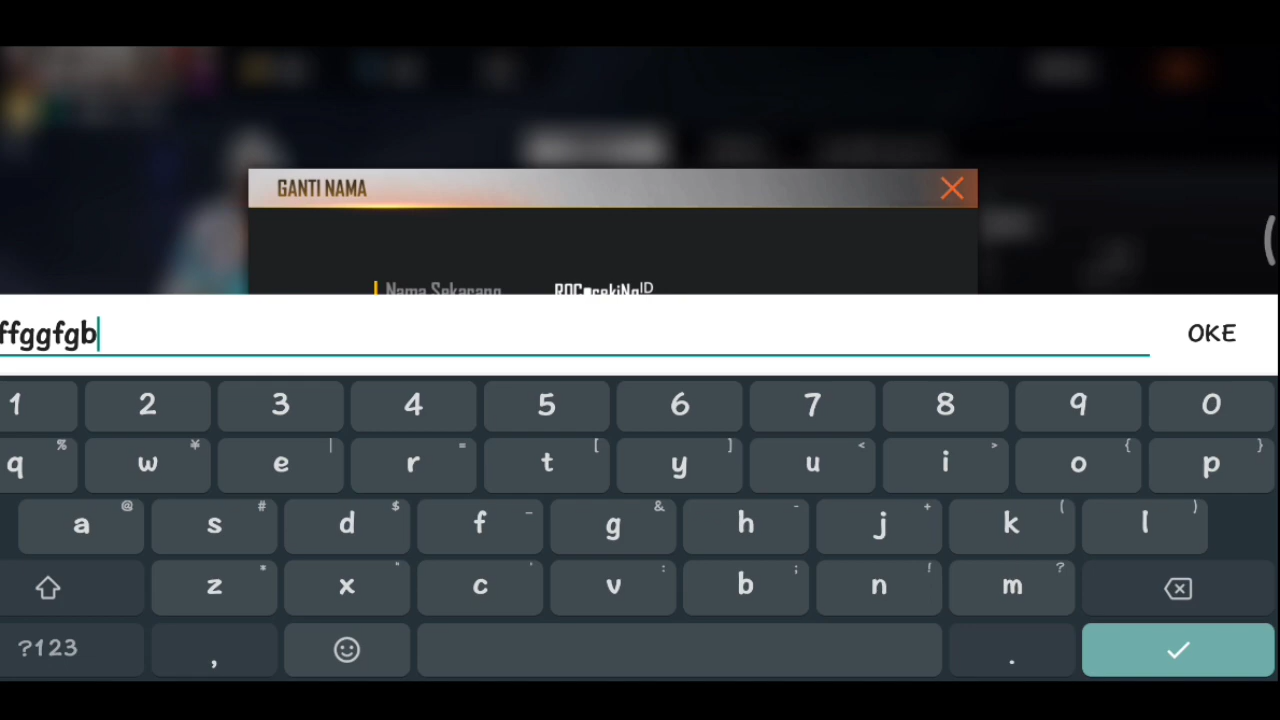 GANTI NAMA
Nama Sekarang
ffggfgb
OKE
1 2 3 4 5 6 7 8 9 0
% ¥ | = [ ] < > { }
q w e r t y u i o p
@ # $ _ & - + ( )
a s d f g h j k l
* " ' : ; ! ?
z x c v b n m
?123 , .